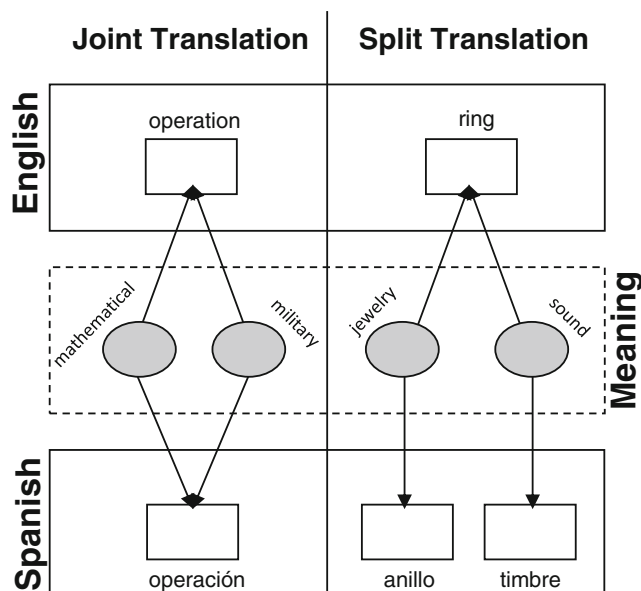 Joint Translation
Split Translation
English
operation
ring
mathematical
military
jewelry
sound
Meaning
Spanish
operación
anillo
timbre